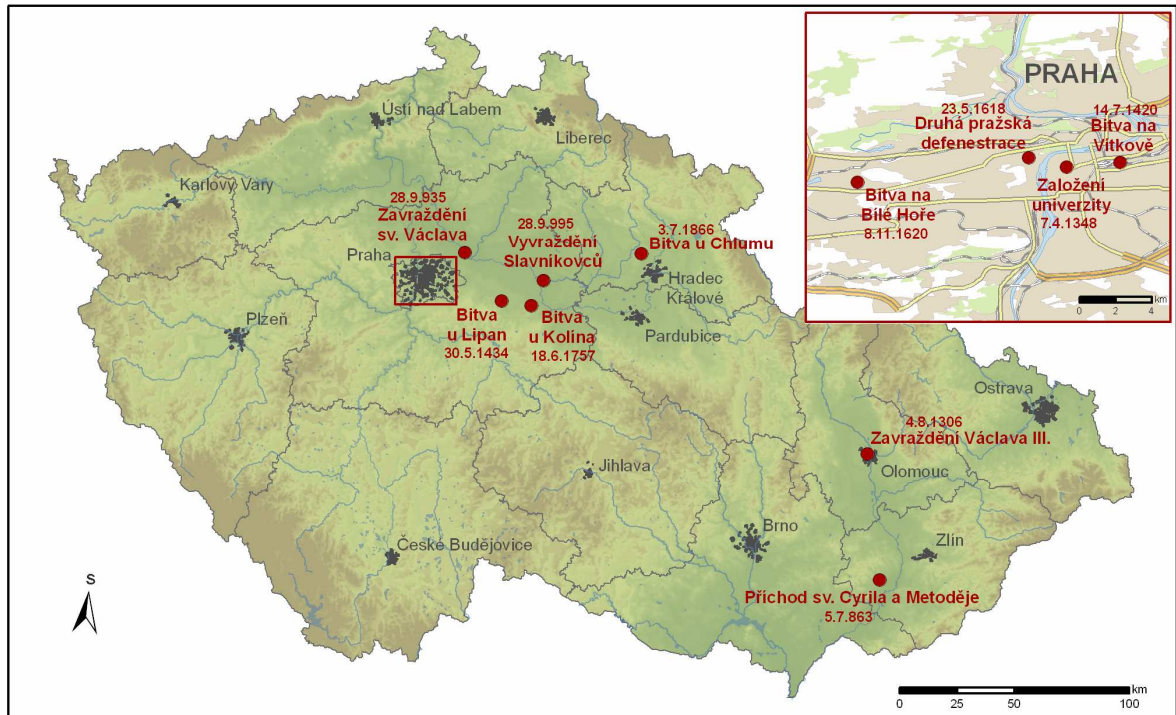 Ústí nad Labem
Liberec
Karlovy Vary
28.9.935
Zavraždění
sv. Václava
Praha
28.9.995
Vyvraždění
Slavníkovců
3.7.1866
Bitva u Chlumu
Hradec
Králové
Plzeň
Bitva
u Lipan
30.5.1434
Bitva
u Kolína
18.6.1757
Pardubice
Ostrava
4.8.1306
Zavraždění Václava III.
Olomouc
Jihlava
Brno
Zlín
České Budějovice
Příchod sv. Cyrila a Metoděje
5.7.863
S
km
0 25 50 100
PRAHA
23.5.1618
Druhá pražská
defenestrace
14.7.1420
Bitva na
Vítkově
Bitva na
Bílé Hoře
8.11.1620
Založení
univerzity
7.4.1348
km
0 2 4